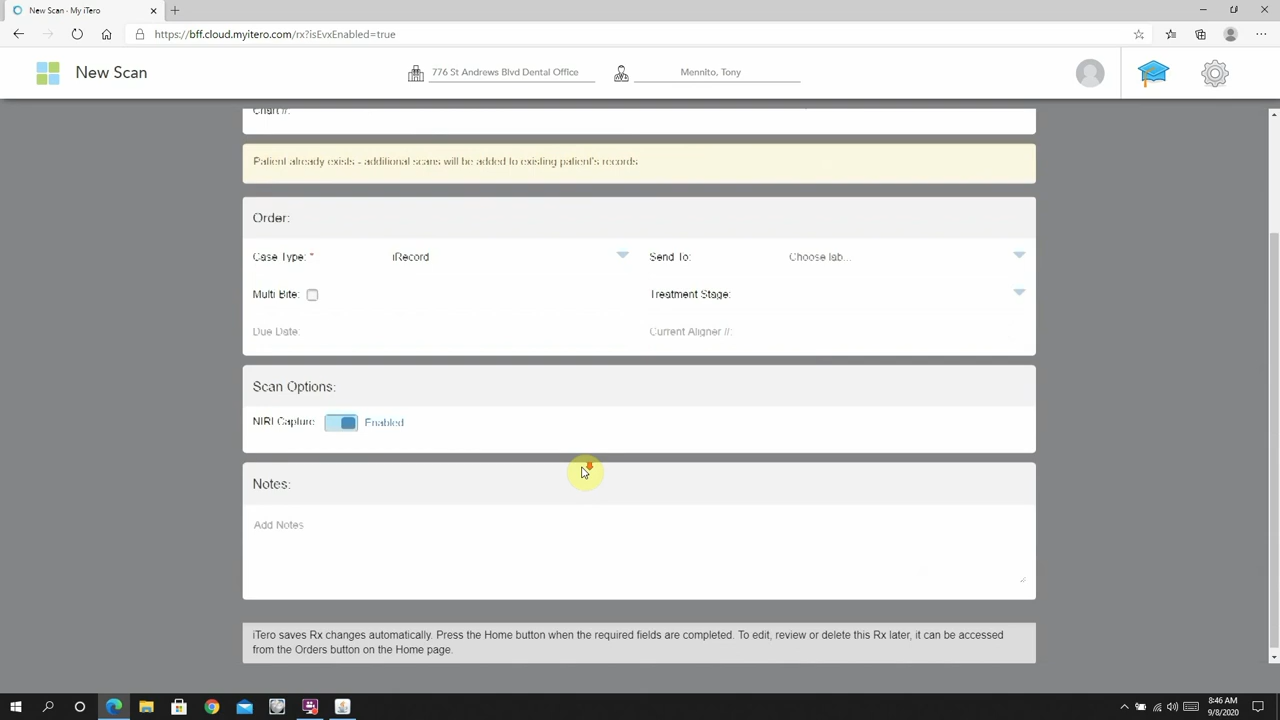 New Scan - My iTero
https://bff.cloud.myitero.com/rx?isEvxEnabled=true
New Scan
776 St Andrews Blvd Dental Office
Mennito, Tony
Chart #:
Patient already exists - additional scans will be added to existing patient's records
Order:
Case Type: * iRecord
Send To: Choose lab...
Multi Bite:
Treatment Stage:
Due Date:
Current Aligner #:
Scan Options:
NIRI Capture: Enabled
Notes:
Add Notes
iTero saves Rx changes automatically. Press the Home button when the required fields are completed. To edit, review or delete this Rx later, it can be accessed
from the Orders button on the Home page.
8:46 AM
9/8/2020